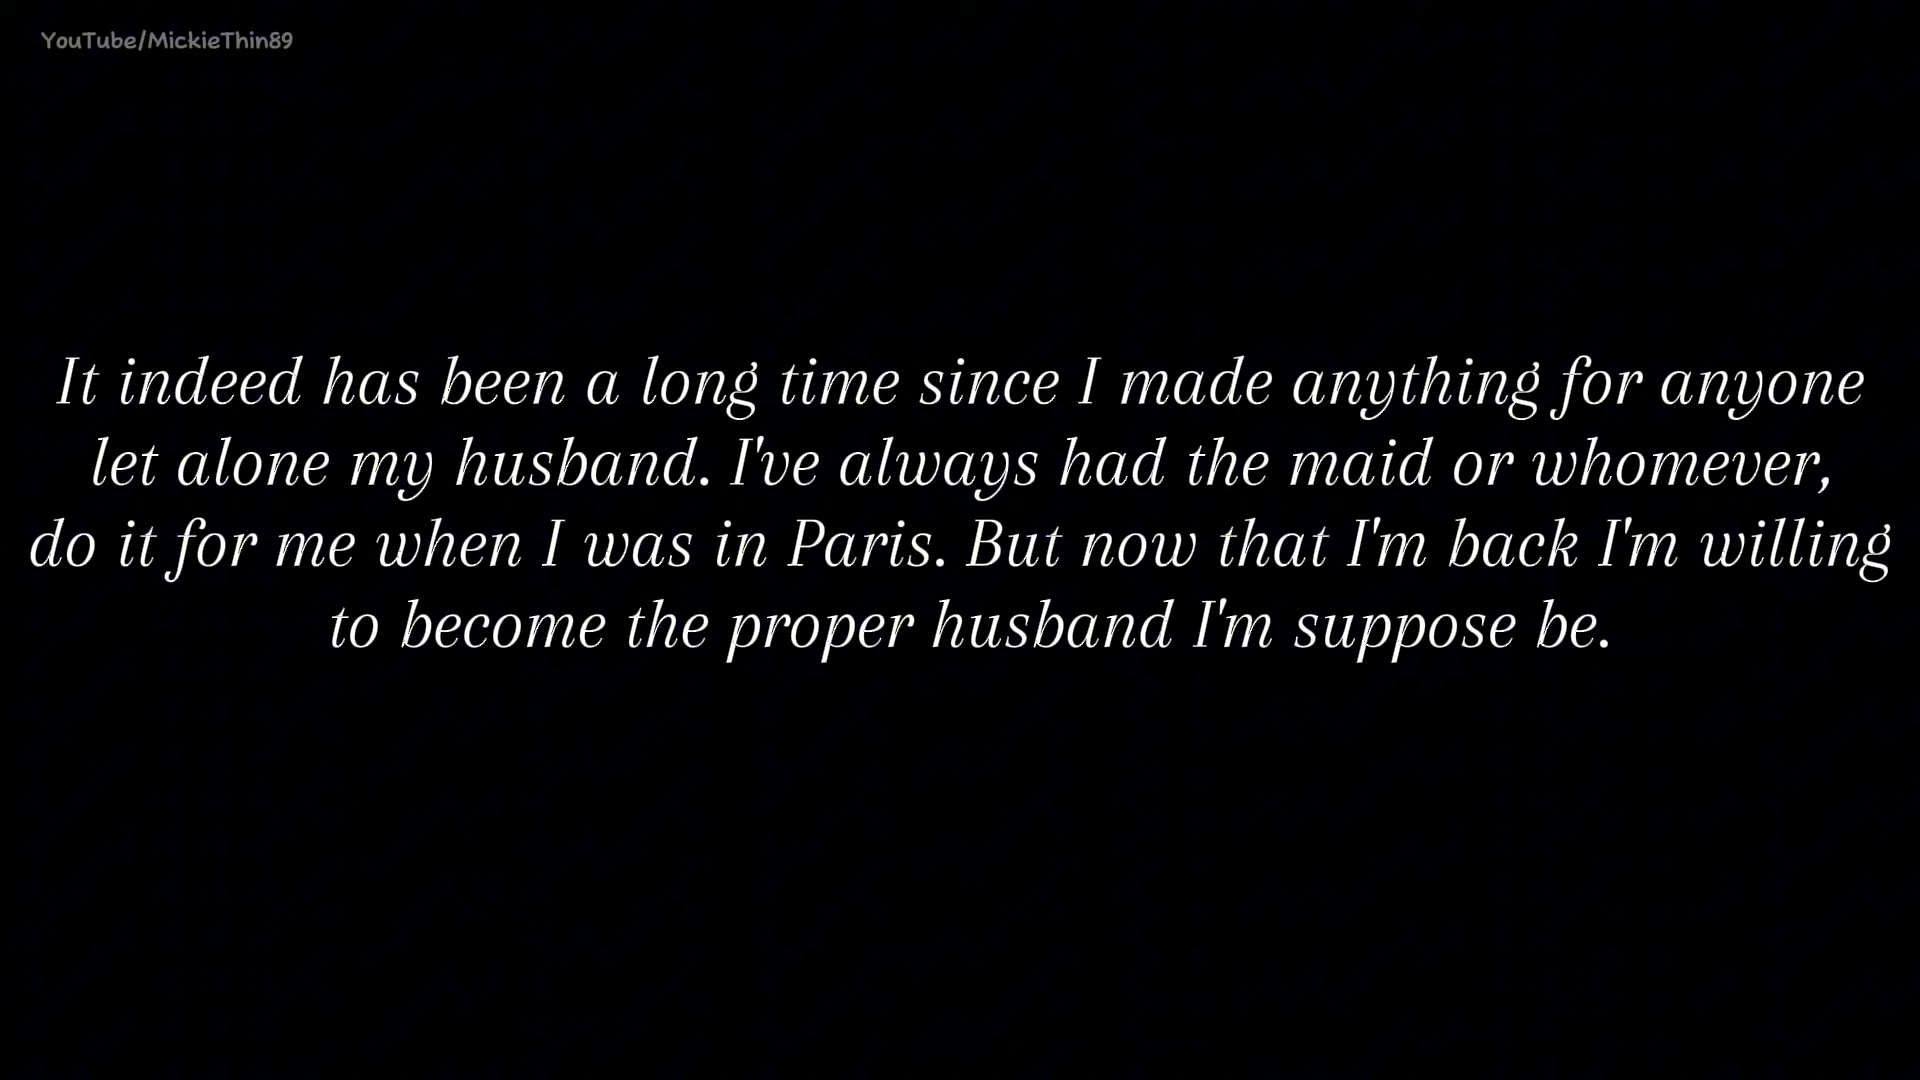 YouTube/MickieThin89
It indeed has been a long time since I made anything for anyone
let alone my husband. I've always had the maid or whomever,
do it for me when I was in Paris. But now that I'm back I'm willing
to become the proper husband I'm suppose be.